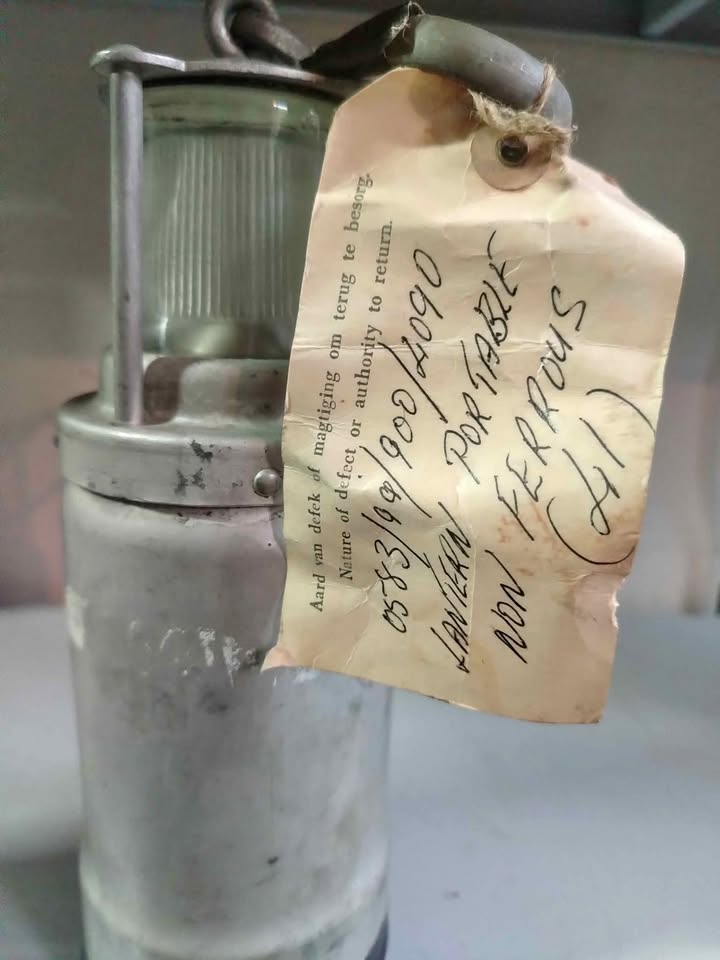 Aard van defek of magtiging om terug te besorg.
Nature of defect or authority to return.
0583/99/900/4090
LANTERN PORTABLE
NON FERROUS
(41)